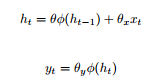 h_t = θϕ(h_{t−1}) + θ_x x_t
y_t = θ_y ϕ(h_t)